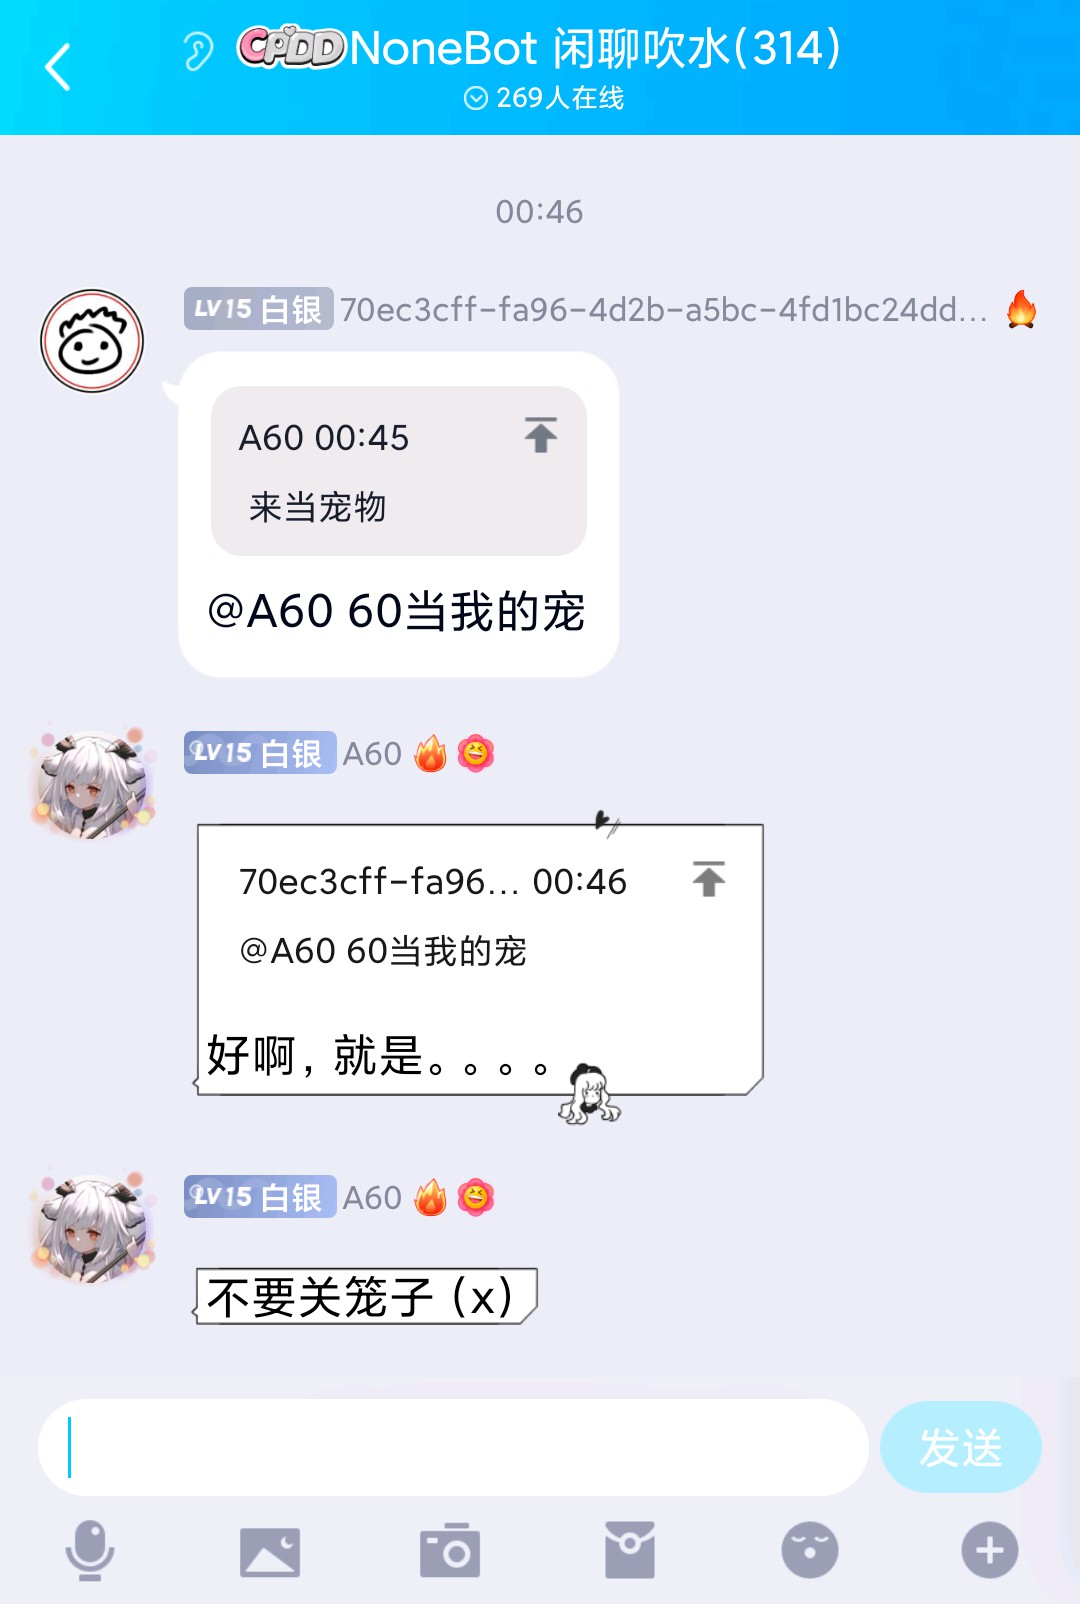 CPDD NoneBot 闲聊吹水(314)
269人在线
00:46
LV15 白银 70ec3cff-fa96-4d2b-a5bc-4fd1bc24dd...
A60 00:45
来当宠物
@A60 60当我的宠
LV15 白银 A60
70ec3cff-fa96... 00:46
@A60 60当我的宠
好啊，就是。。。。
LV15 白银 A60
不要关笼子（x）
发送